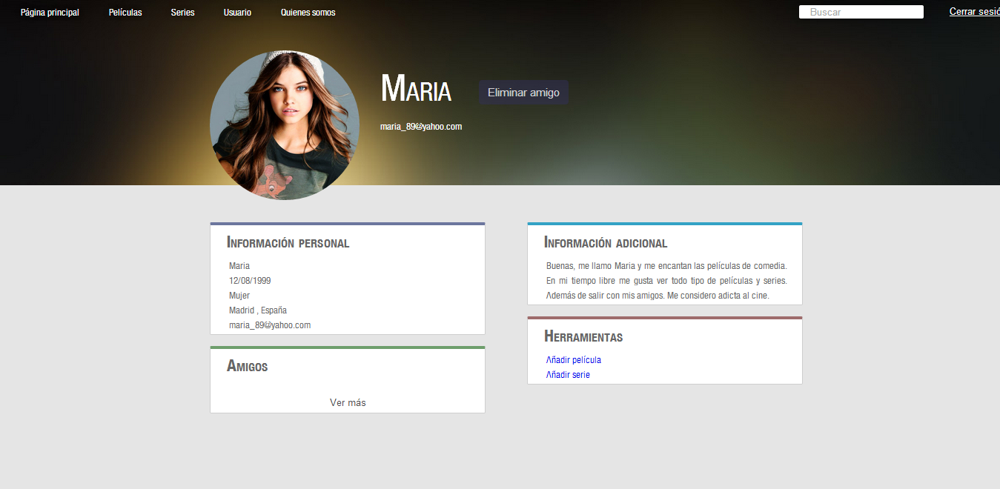 Página principal Películas Series Usuario Quienes somos Buscar Cerrar sesió
Maria Eliminar amigo
maria_89@yahoo.com
Información personal
Maria
12/08/1999
Mujer
Madrid , España
maria_89@yahoo.com
Amigos
Ver más
Información adicional
Buenas, me llamo Maria y me encantan las películas de comedia.
En mi tiempo libre me gusta ver todo tipo de películas y series.
Además de salir con mis amigos. Me considero adicta al cine.
Herramientas
Añadir película
Añadir serie